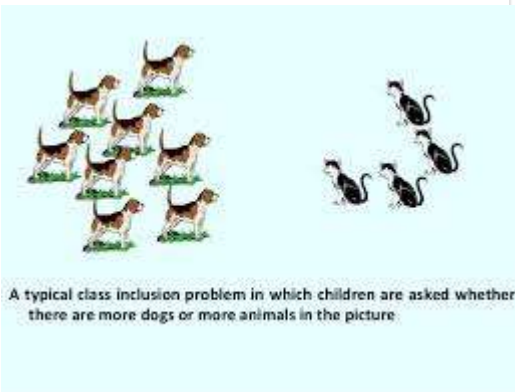 A typical class inclusion problem in which children are asked whether
there are more dogs or more animals in the picture